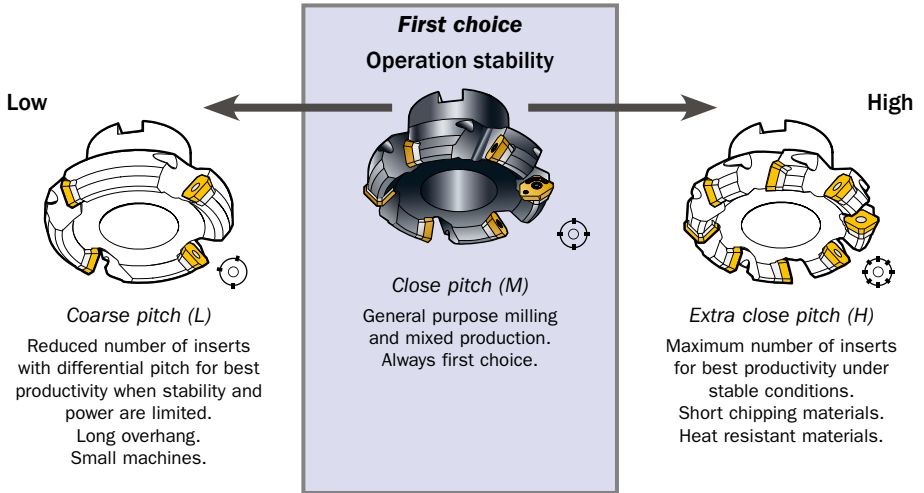 First choice
Operation stability
Low
High
Coarse pitch (L)
Reduced number of inserts
with differential pitch for best
productivity when stability and
power are limited.
Long overhang.
Small machines.
Close pitch (M)
General purpose milling
and mixed production.
Always first choice.
Extra close pitch (H)
Maximum number of inserts
for best productivity under
stable conditions.
Short chipping materials.
Heat resistant materials.